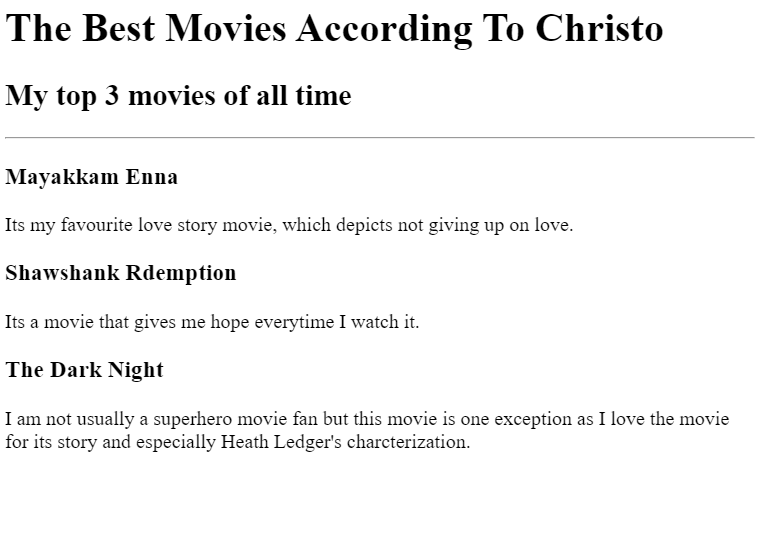 The Best Movies According To Christo
My top 3 movies of all time
Mayakkam Enna
Its my favourite love story movie, which depicts not giving up on love.
Shawshank Rdemption
Its a movie that gives me hope everytime I watch it.
The Dark Night
I am not usually a superhero movie fan but this movie is one exception as I love the movie
for its story and especially Heath Ledger's charcterization.